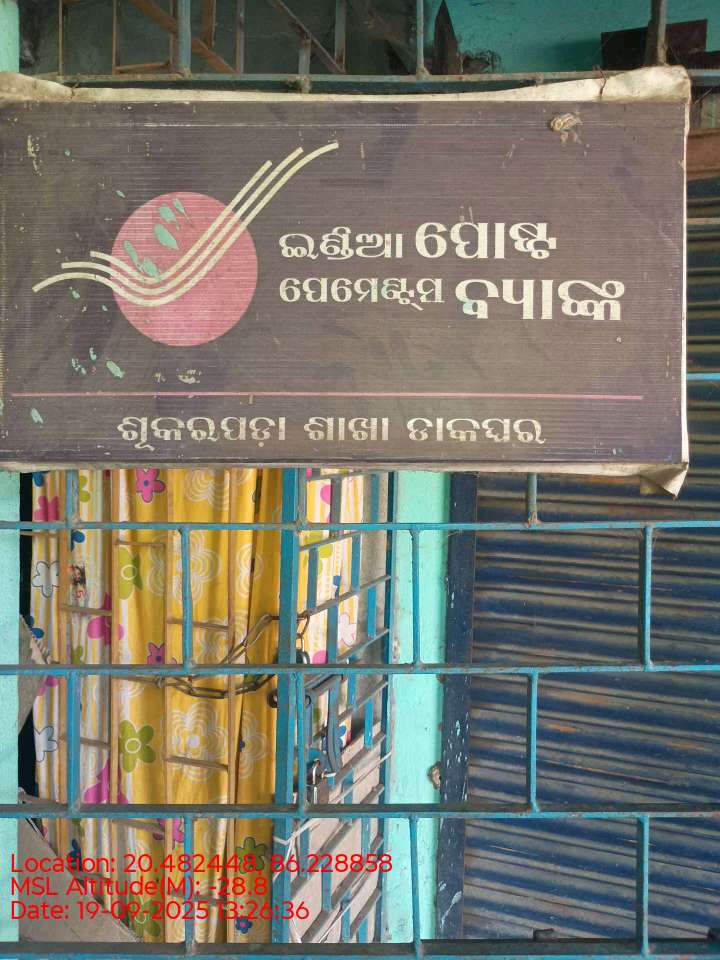 ଇଣ୍ଡିଆ ପୋଷ୍ଟ
ପେମେଣ୍ଟ୍ସ ବ୍ୟାଙ୍କ
ଶୂକରପଡ଼ା ଶାଖା ଡାକଘର
Location: 20.482448, 86.228858
MSL Altitude(M): -28.8
Date: 19-09-2025 13:26:36